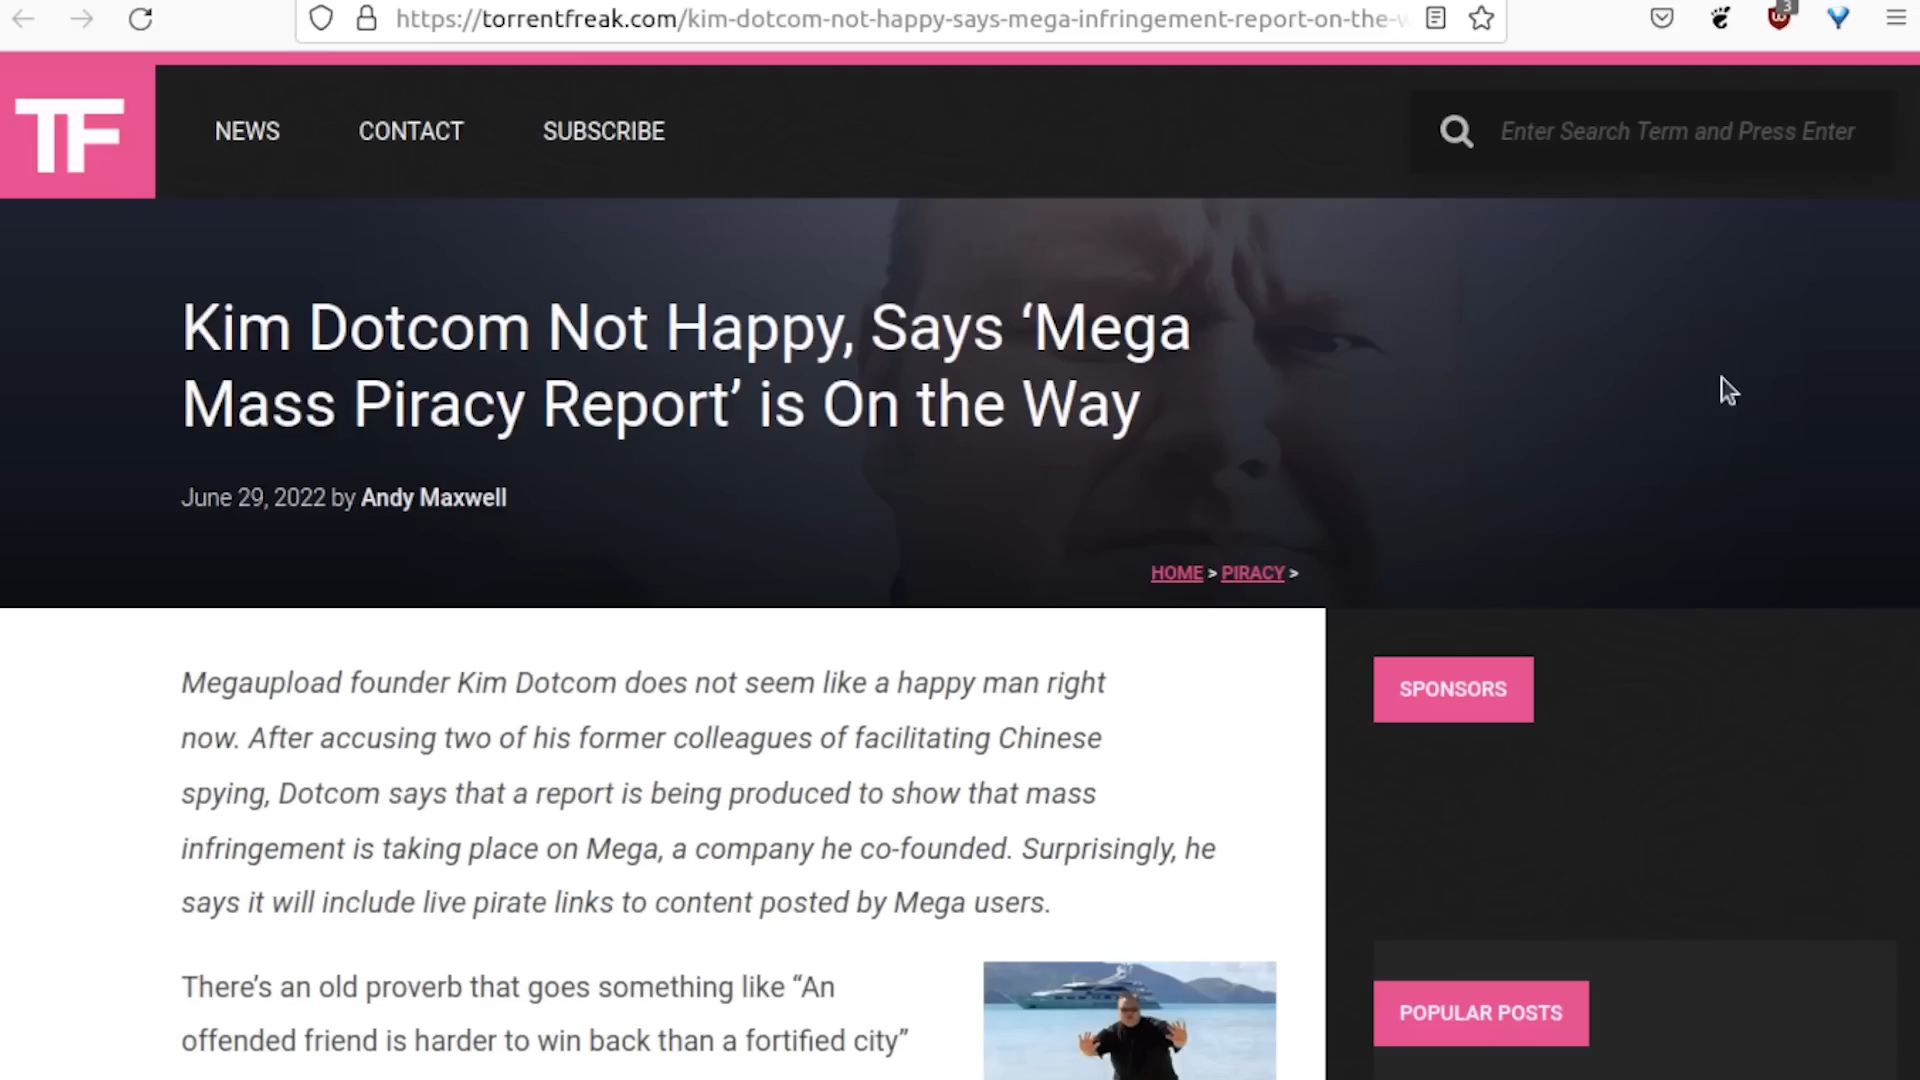 https://torrentfreak.com/kim-dotcom-not-happy-says-mega-infringement-report-on-the-w
3
TF
NEWS
CONTACT
SUBSCRIBE
Enter Search Term and Press Enter
Kim Dotcom Not Happy, Says ‘Mega
Mass Piracy Report’ is On the Way
June 29, 2022 by Andy Maxwell
HOME > PIRACY >
Megaupload founder Kim Dotcom does not seem like a happy man right
now. After accusing two of his former colleagues of facilitating Chinese
spying, Dotcom says that a report is being produced to show that mass
infringement is taking place on Mega, a company he co-founded. Surprisingly, he
says it will include live pirate links to content posted by Mega users.
There’s an old proverb that goes something like “An
offended friend is harder to win back than a fortified city”
SPONSORS
POPULAR POSTS